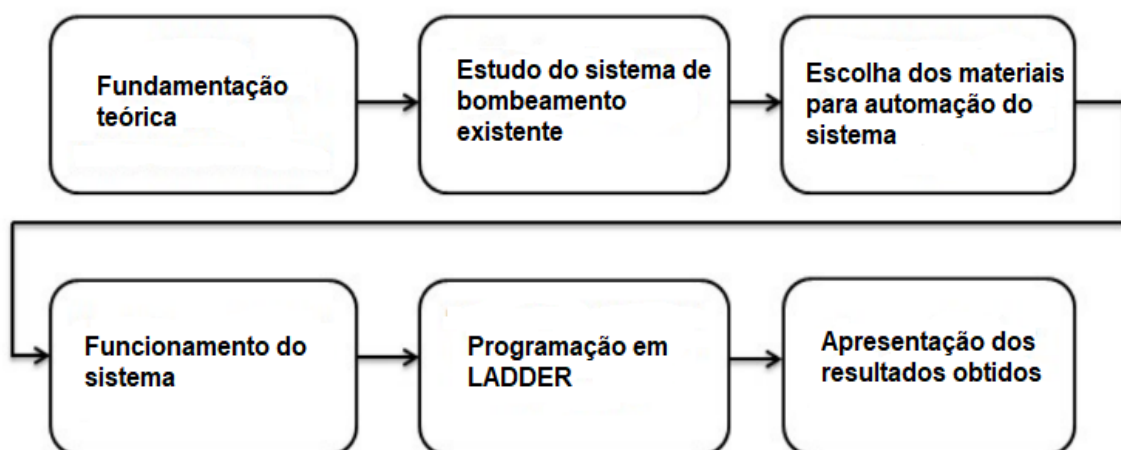 Fundamentação
teórica
Estudo do sistema de
bombeamento
existente
Escolha dos materiais
para automação do
sistema
Funcionamento do
sistema
Programação em
LADDER
Apresentação dos
resultados obtidos